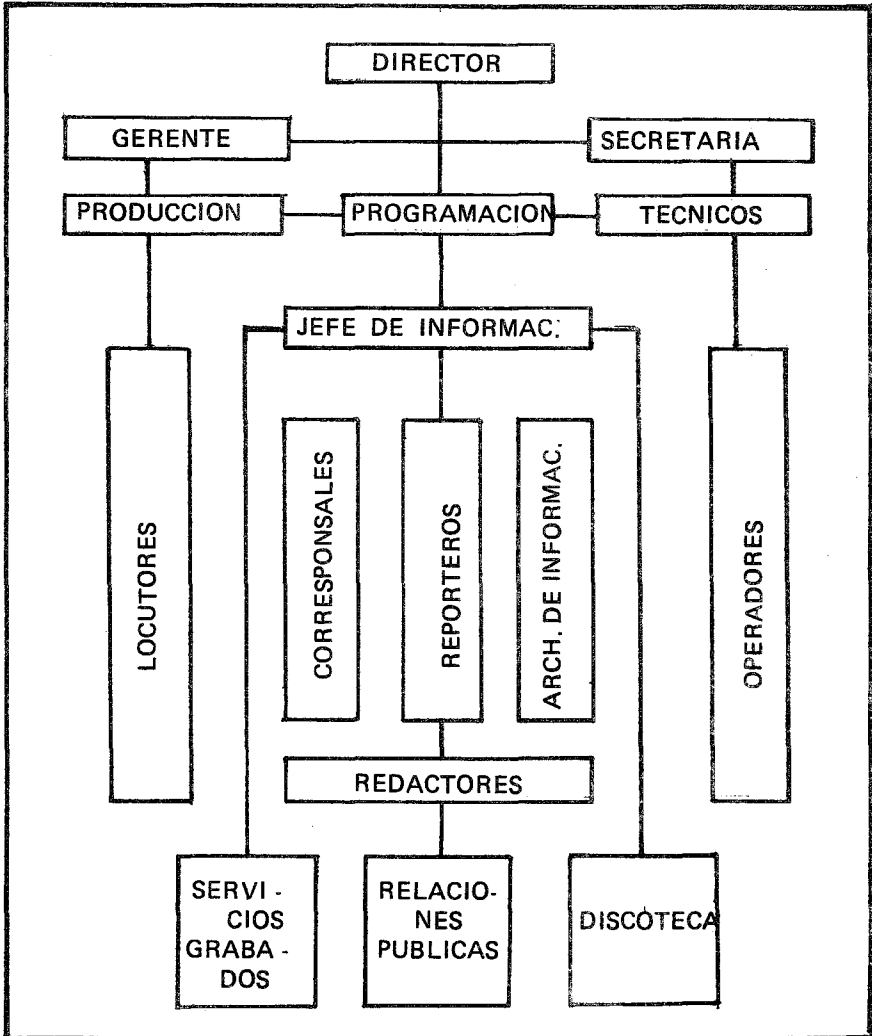 DIRECTOR
GERENTE
SECRETARIA
PRODUCCION
PROGRAMACION
TECNICOS
JEFE DE INFORMAC.
LOCUTORES
CORRESPONSALES
REPORTEROS
ARCH. DE INFORMAC.
OPERADORES
REDACTORES
SERVI -
CIOS
GRABA -
DOS
RELACIO-
NES
PUBLICAS
DISCOTECA